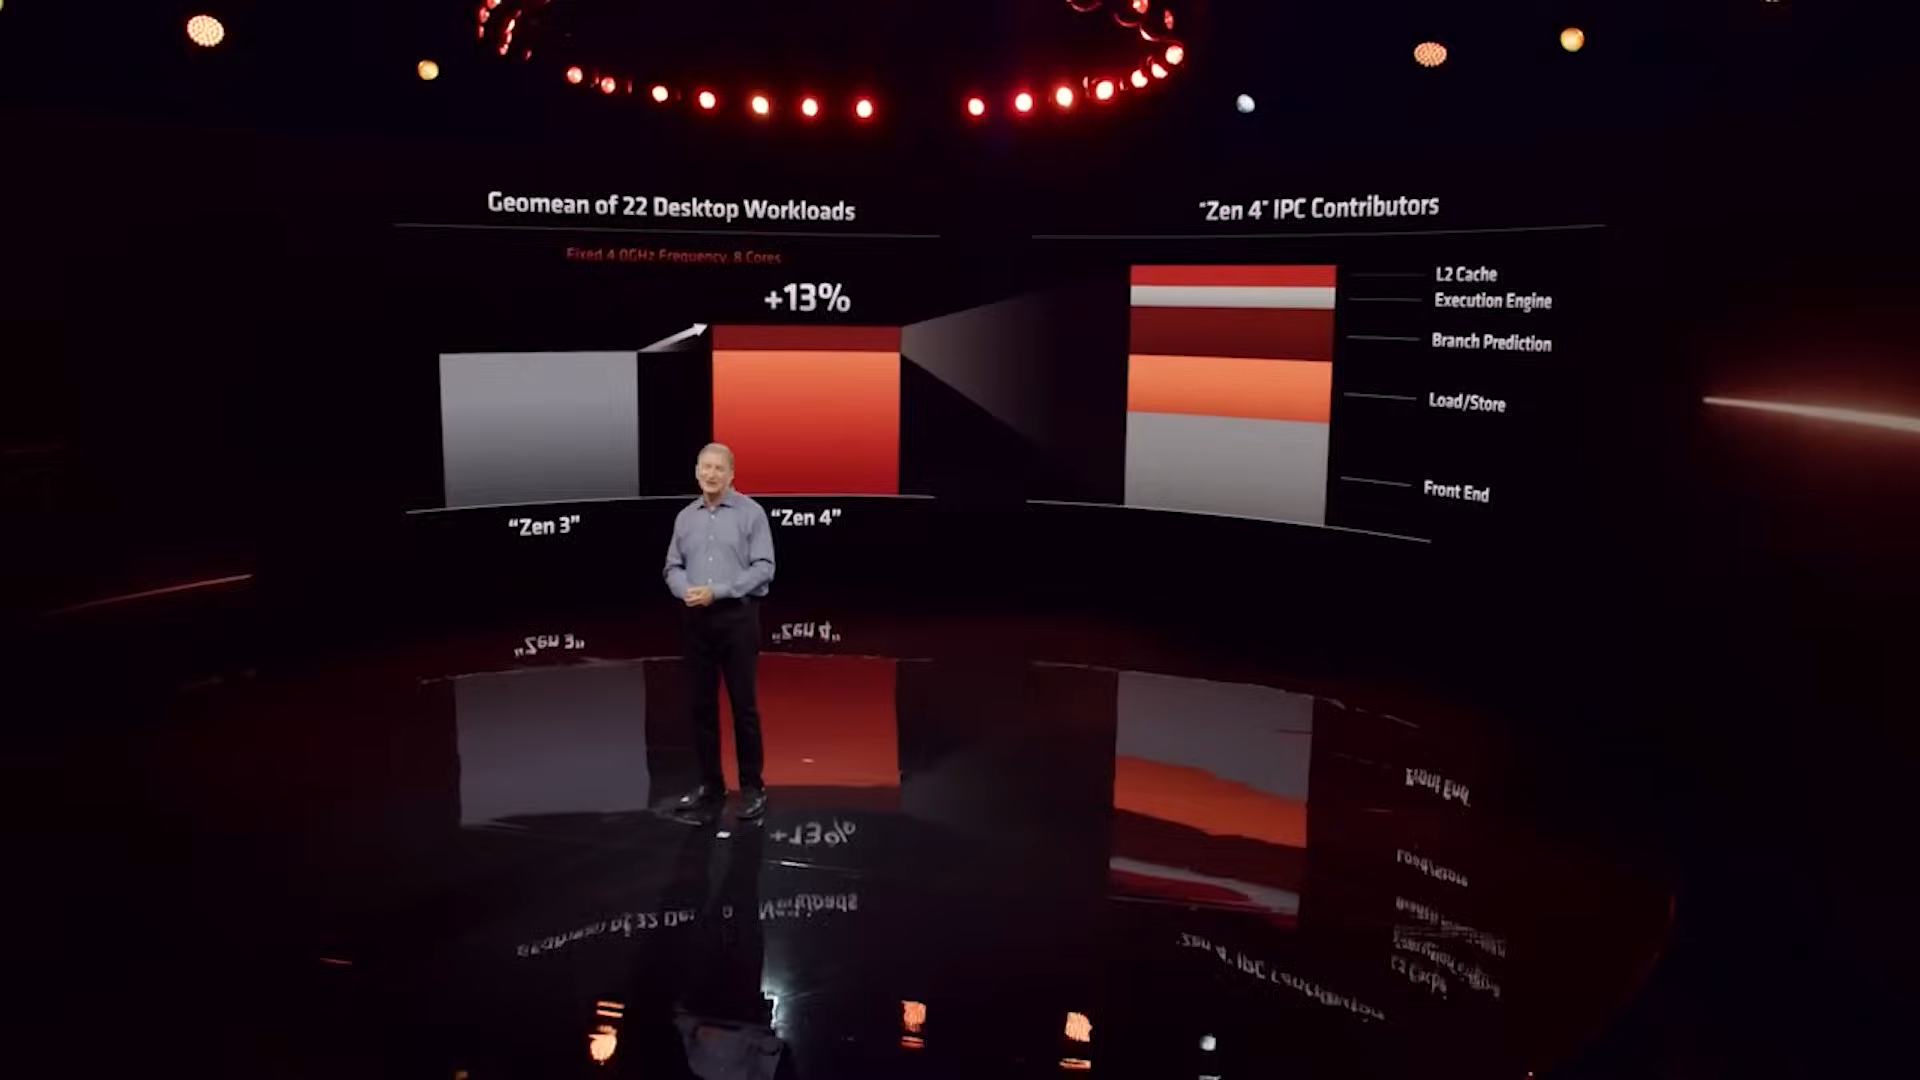 Geomean of 22 Desktop Workloads
Fixed 4.0GHz Frequency, 8 Cores
+13%
“Zen 3”
“Zen 4”
"Zen 4" IPC Contributors
L2 Cache
Execution Engine
Branch Prediction
Load/Store
Front End